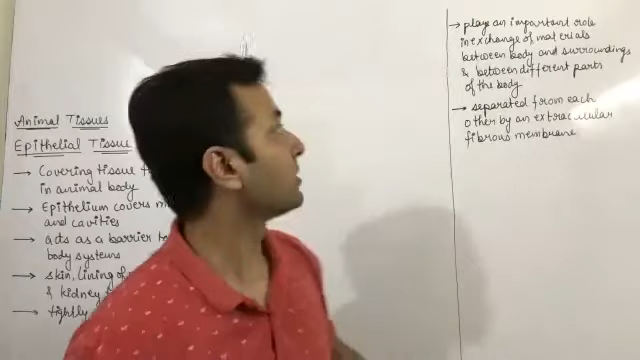 Animal Tissues
Epithelial Tissue
→ Covering tissue
in animal body
→ Epithelium covers
and cavities
→ acts as a barrier
body systems
→ skin, lining of
& kidney
→ tightly
→ plays an important role
in exchange of materials
between body and surroundings
& between different parts
of the body
→ separated from each
other by an extracellular
fibrous membrane